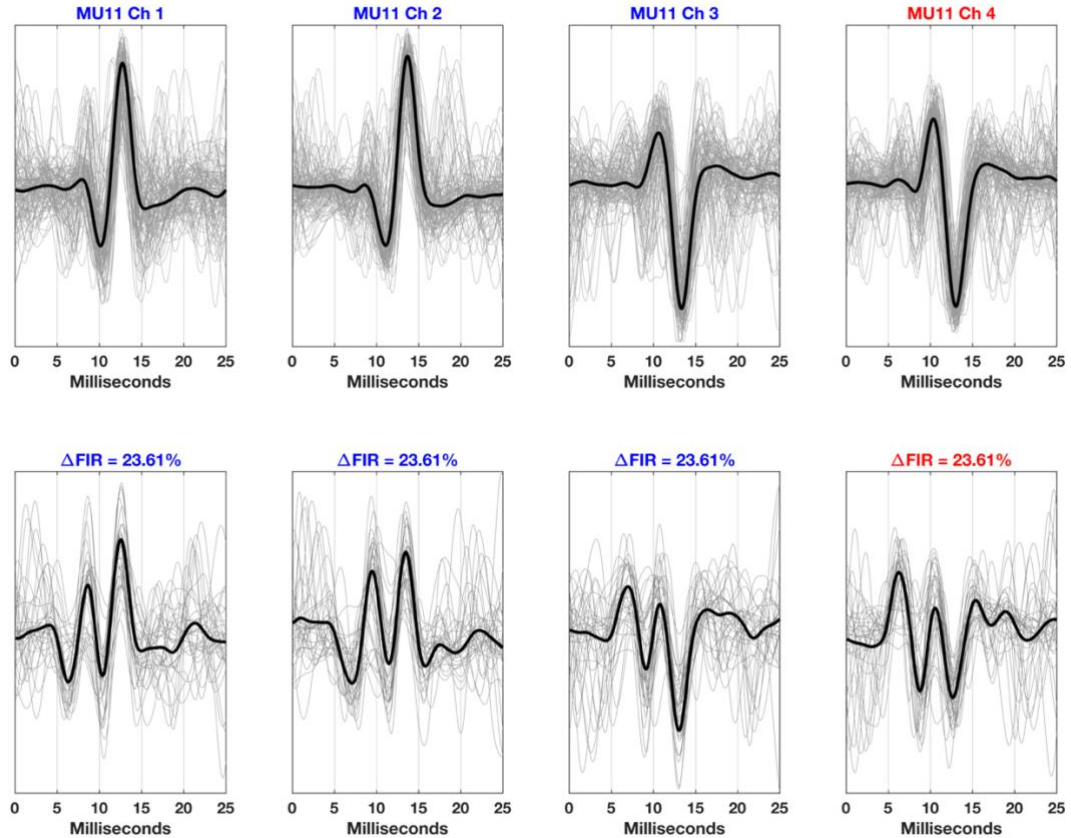 MU11 Ch 1
MU11 Ch 2
MU11 Ch 3
MU11 Ch 4
0 5 10 15 20 25
0 5 10 15 20 25
0 5 10 15 20 25
0 5 10 15 20 25
Milliseconds
Milliseconds
Milliseconds
Milliseconds
ΔFIR = 23.61%
ΔFIR = 23.61%
ΔFIR = 23.61%
ΔFIR = 23.61%
0 5 10 15 20 25
0 5 10 15 20 25
0 5 10 15 20 25
0 5 10 15 20 25
Milliseconds
Milliseconds
Milliseconds
Milliseconds